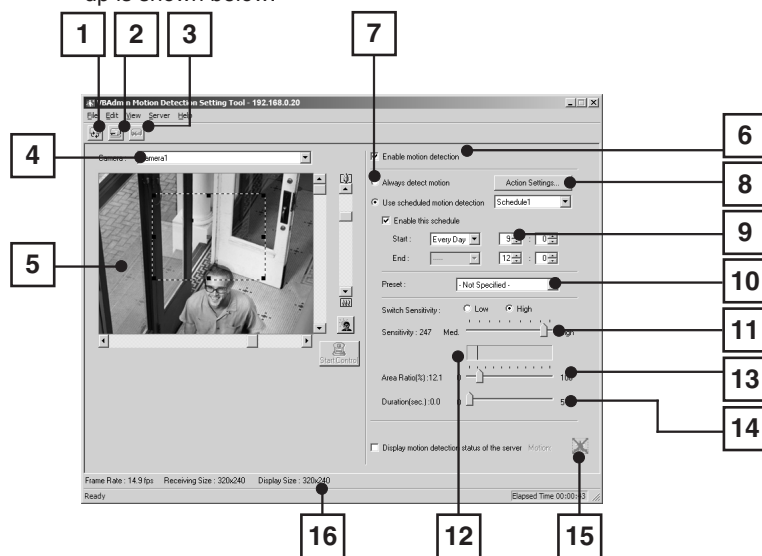 up is shown below.
1 2 3 7
VBAdmin Motion Detection Setting Tool - 192.168.0.20
File Edit View Server Help
6
4
Camera : Camera1
Enable motion detection
Always detect motion Action Settings...
8
Use scheduled motion detection Schedule1
Enable this schedule
Start : Every Day 9 : 0
9
End : 12 : 0
5
Preset : - Not Specified -
10
Switch Sensitivity : Low High
Sensitivity : 247 Med. High
11
Start Control
Area Ratio(%) :12.1 0 100
13
Duration(sec.) :0.0 0
14
Display motion detection status of the server Motion:
Frame Rate : 14.9 fps Receiving Size : 320x240 Display Size : 320x240
Ready Elapsed Time 00:00:03
16 12 15